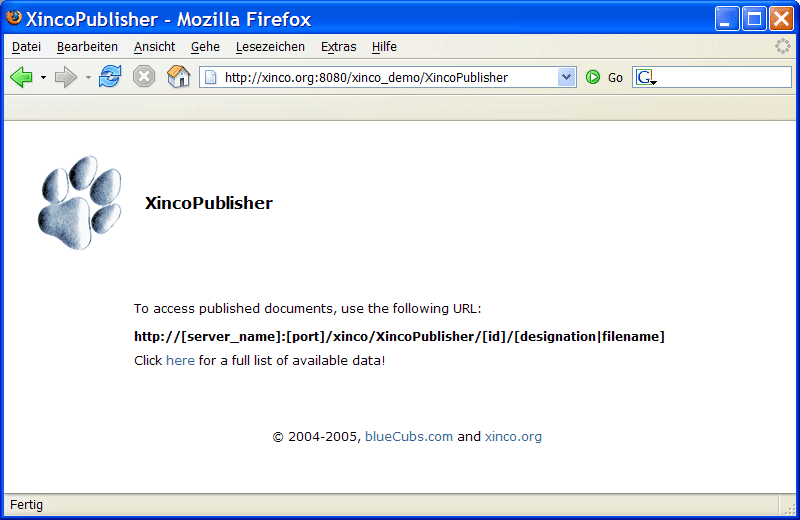 XincoPublisher - Mozilla Firefox
Datei Bearbeiten Ansicht Gehe Lesezeichen Extras Hilfe
http://xinco.org:8080/xinco_demo/XincoPublisher Go G
XincoPublisher
To access published documents, use the following URL:
http://[server_name]:[port]/xinco/XincoPublisher/[id]/[designation|filename]
Click here for a full list of available data!
© 2004-2005, blueCubs.com and xinco.org
Fertig